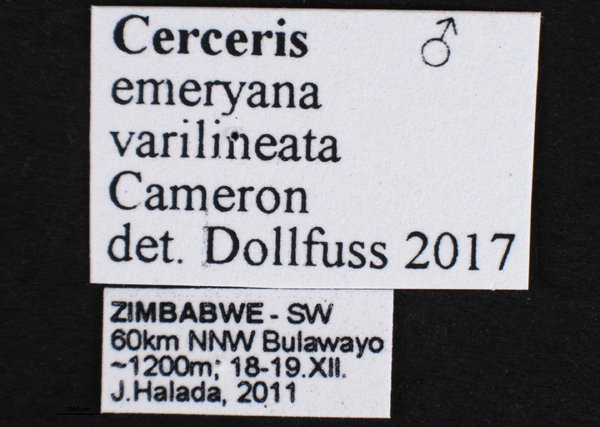 Cerceris ♂
emeryana
varilineata
Cameron
det. Dollfuss 2017
ZIMBABWE - SW
60km NNW Bulawayo
~1200m; 18-19.XII.
J.Halada, 2011